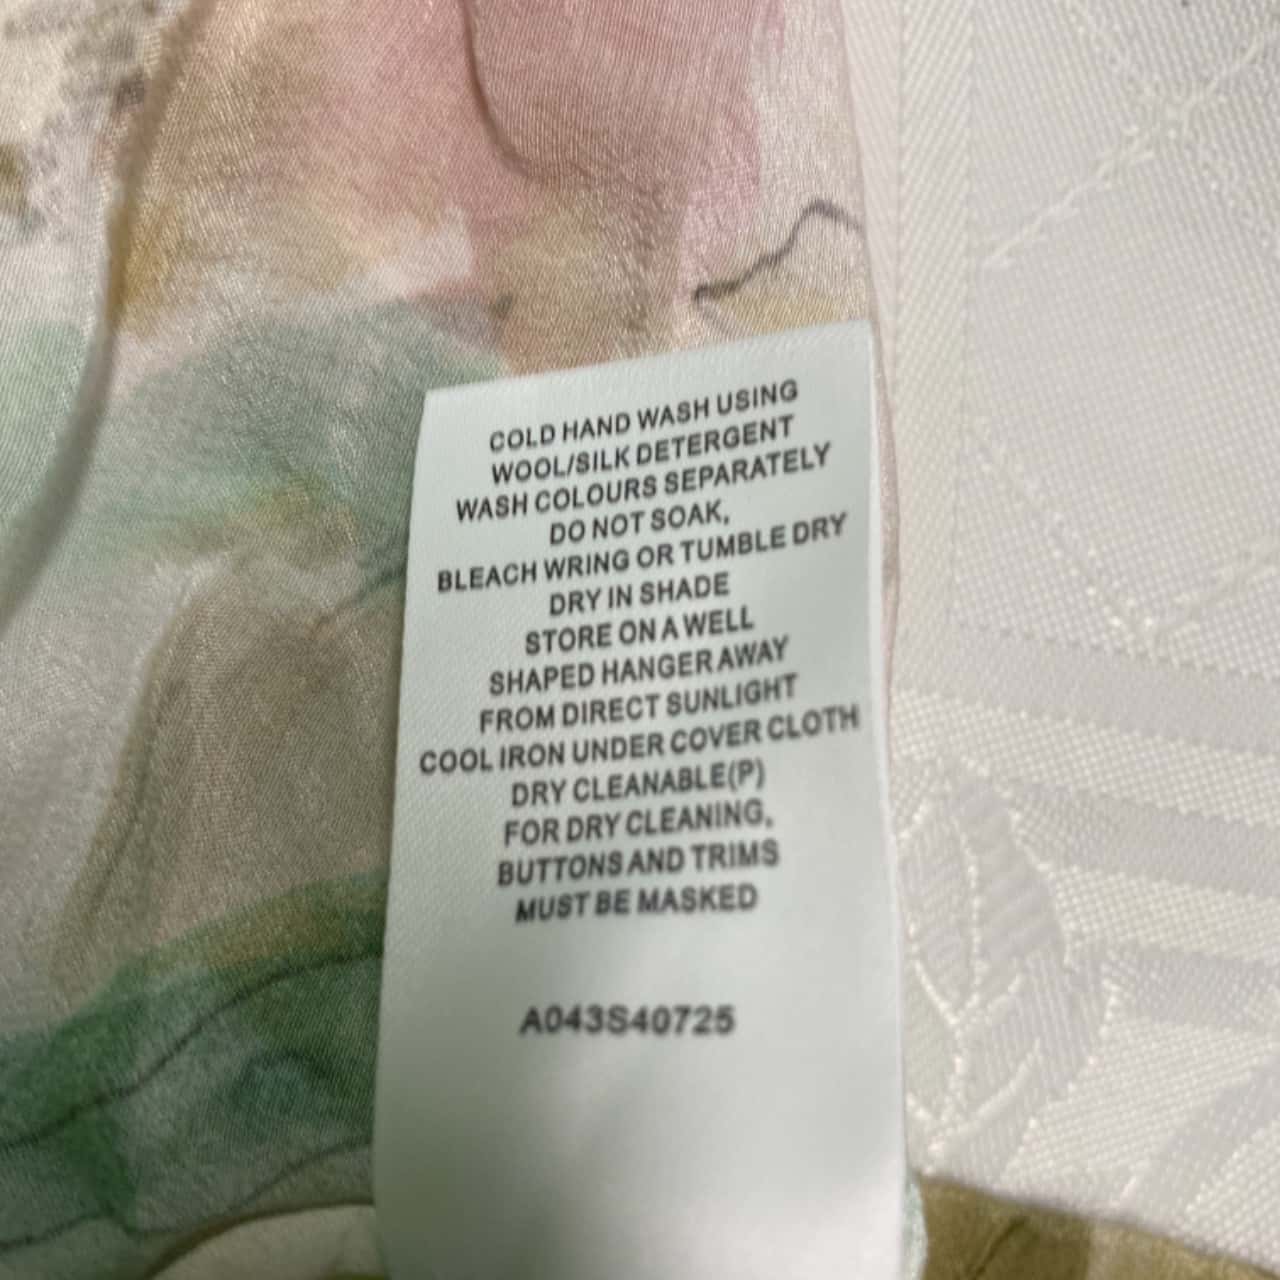 COLD HAND WASH USING
WOOL/SILK DETERGENT
WASH COLOURS SEPARATELY
DO NOT SOAK,
BLEACH WRING OR TUMBLE DRY
DRY IN SHADE
STORE ON A WELL
SHAPED HANGER AWAY
FROM DIRECT SUNLIGHT
COOL IRON UNDER COVER CLOTH
DRY CLEANABLE(P)
FOR DRY CLEANING,
BUTTONS AND TRIMS
MUST BE MASKED
A043S40725